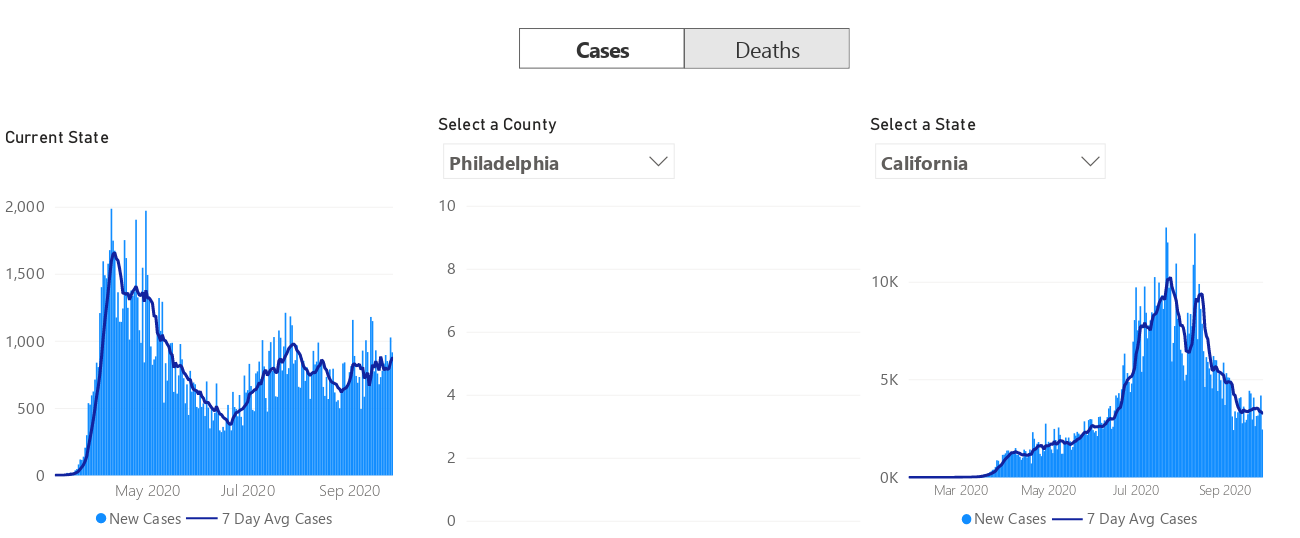 Cases Deaths
Current State
Select a County
Select a State
Philadelphia
California
2,000
1,500
1,000
500
0
May 2020 Jul 2020 Sep 2020
New Cases 7 Day Avg Cases
10
8
6
4
2
0
10K
5K
0K
Mar 2020 May 2020 Jul 2020 Sep 2020
New Cases 7 Day Avg Cases